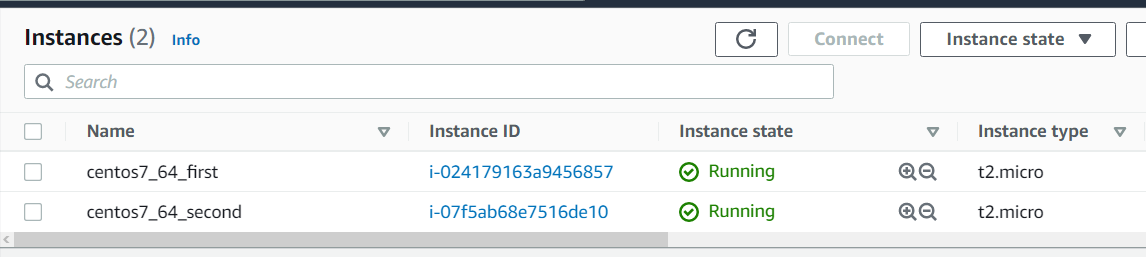 Instances (2) Info
Connect
Instance state
Search
Name Instance ID Instance state Instance type
centos7_64_first i-024179163a9456857 Running t2.micro
centos7_64_second i-07f5ab68e7516de10 Running t2.micro